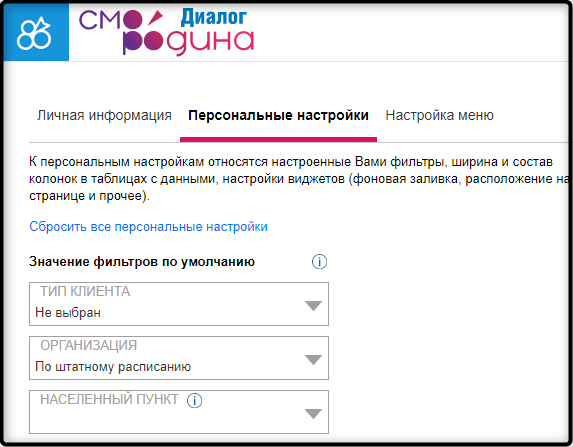 смо Диалог
родина
Личная информация Персональные настройки Настройка меню
К персональным настройкам относятся настроенные Вами фильтры, ширина и состав
колонок в таблицах с данными, настройки виджетов (фоновая заливка, расположение на
странице и прочее).
Сбросить все персональные настройки
Значение фильтров по умолчанию
ТИП КЛИЕНТА
Не выбран
ОРГАНИЗАЦИЯ
По штатному расписанию
НАСЕЛЕННЫЙ ПУНКТ